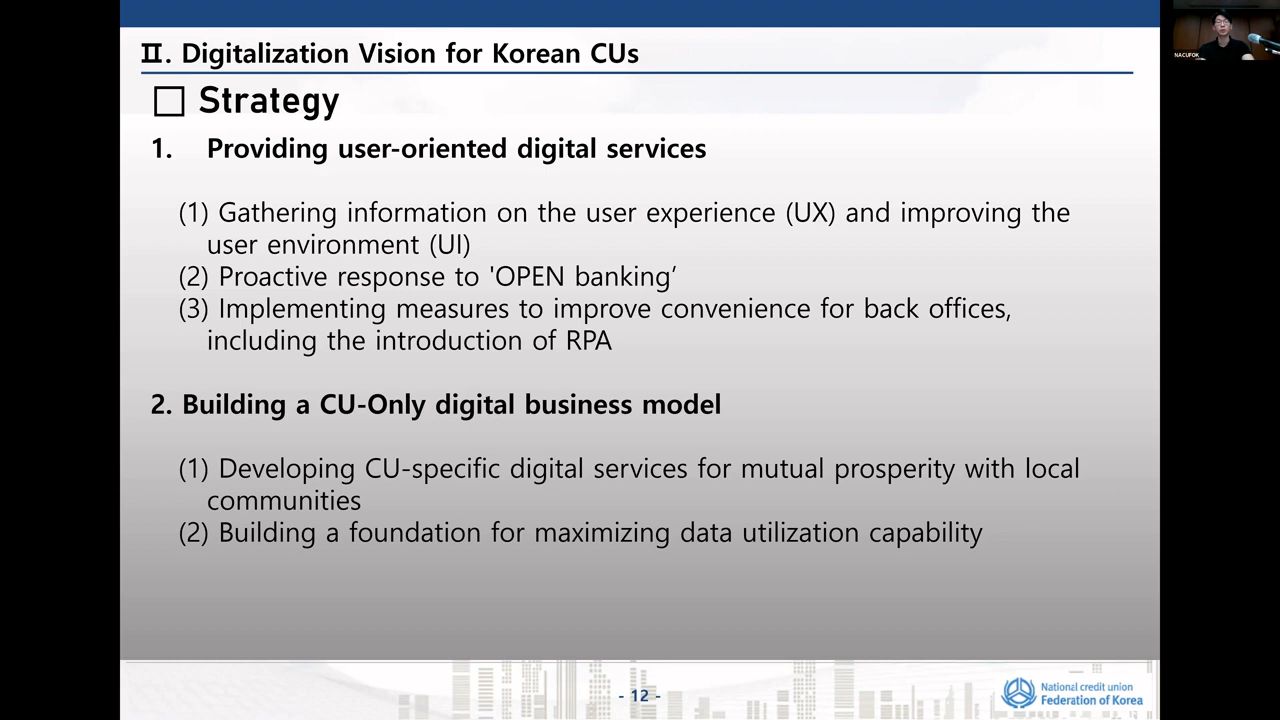 Ⅱ. Digitalization Vision for Korean CUs
□ Strategy
1. Providing user-oriented digital services
(1) Gathering information on the user experience (UX) and improving the
user environment (UI)
(2) Proactive response to 'OPEN banking’
(3) Implementing measures to improve convenience for back offices,
including the introduction of RPA
2. Building a CU-Only digital business model
(1) Developing CU-specific digital services for mutual prosperity with local
communities
(2) Building a foundation for maximizing data utilization capability
- 12 -
National credit union
Federation of Korea
NACUFOK